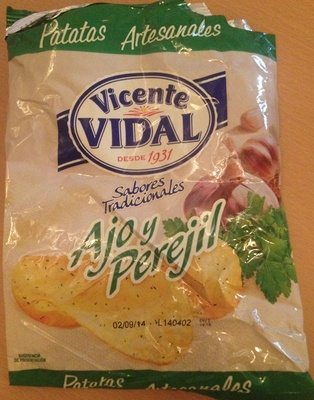 Patatas Artesanales
Vicente
VIDAL
DESDE 1931
Sabores
Tradicionales
Ajo y
Perejil
02/09/14 L140402
Patatas Artesanales